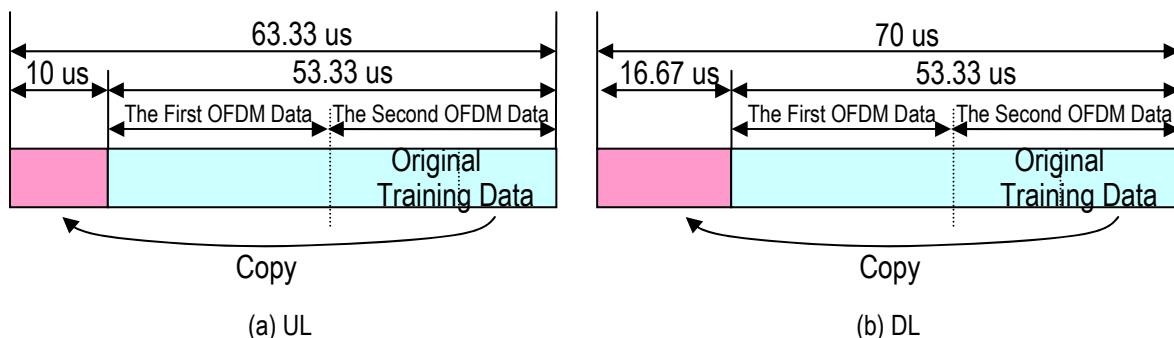 63.33 us
10 us
53.33 us
The First OFDM Data
The Second OFDM Data
Original
Training Data
Copy
(a) UL
70 us
16.67 us
53.33 us
The First OFDM Data
The Second OFDM Data
Original
Training Data
Copy
(b) DL